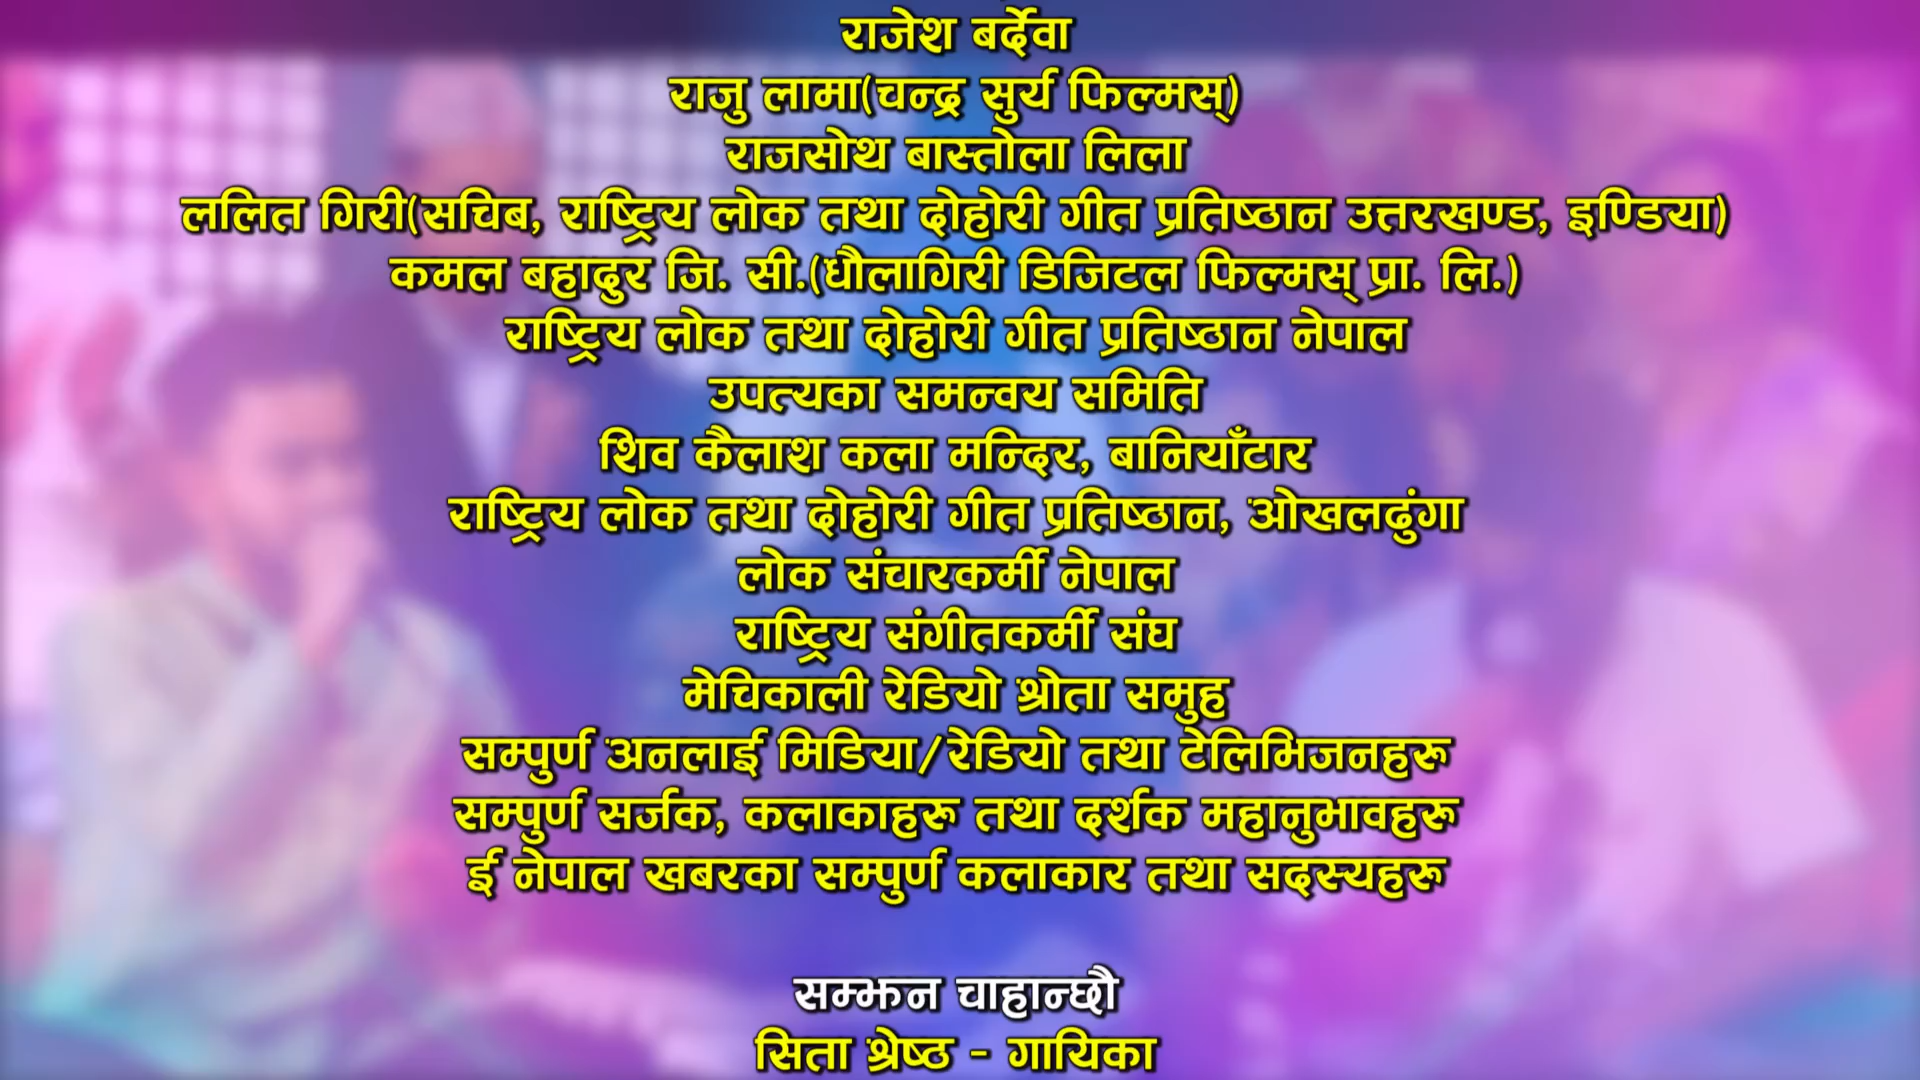 राजेश बर्देवा
राजु लामा(चन्द्र सुर्य फिल्मस्)
राजसोथ बास्तोला लिला
ललित गिरी(सचिब, राष्ट्रिय लोक तथा दोहोरी गीत प्रतिष्ठान उत्तरखण्ड, इण्डिया)
कमल बहादुर जि. सी.(धौलागिरी डिजिटल फिल्मस् प्रा. लि.)
राष्ट्रिय लोक तथा दोहोरी गीत प्रतिष्ठान नेपाल
उपत्यका समन्वय समिति
शिव कैलाश कला मन्दिर, बानियाँटार
राष्ट्रिय लोक तथा दोहोरी गीत प्रतिष्ठान, ओखलढुंगा
लोक संचारकर्मी नेपाल
राष्ट्रिय संगीतकर्मी संघ
मेचिकाली रेडियो श्रोता समुह
सम्पुर्ण अनलाई मिडिया/रेडियो तथा टेलिभिजनहरू
सम्पुर्ण सर्जक, कलाकाहरू तथा दर्शक महानुभावहरू
ई नेपाल खबरका सम्पुर्ण कलाकार तथा सदस्यहरू
सम्झन चाहान्छौ
सिता श्रेष्ठ - गायिका